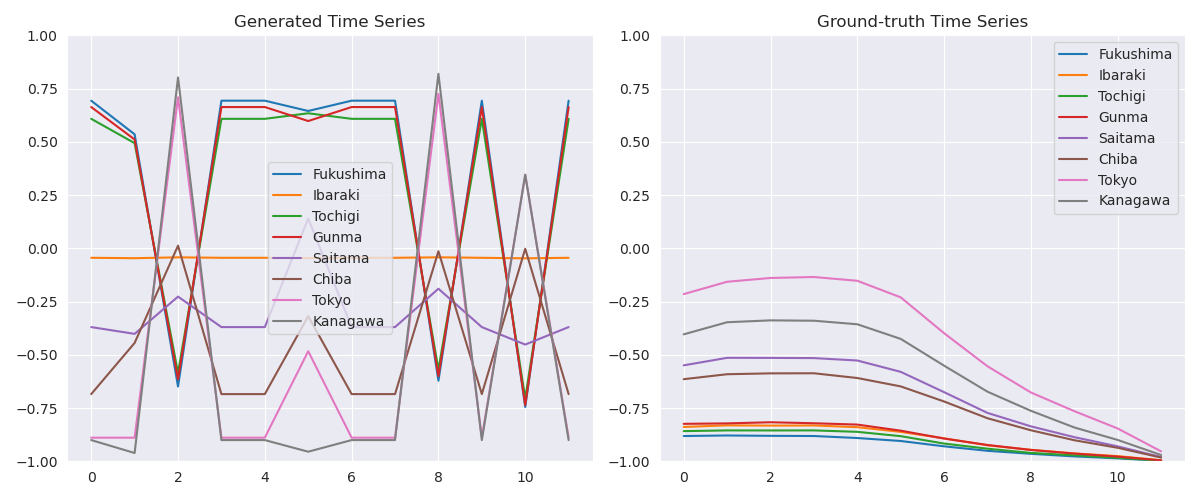 Generated Time Series
1.00
0.75
0.50
0.25
0.00
−0.25
−0.50
−0.75
−1.00
0 2 4 6 8 10
Fukushima
Ibaraki
Tochigi
Gunma
Saitama
Chiba
Tokyo
Kanagawa
Ground-truth Time Series
1.00
0.75
0.50
0.25
0.00
−0.25
−0.50
−0.75
−1.00
0 2 4 6 8 10
Fukushima
Ibaraki
Tochigi
Gunma
Saitama
Chiba
Tokyo
Kanagawa